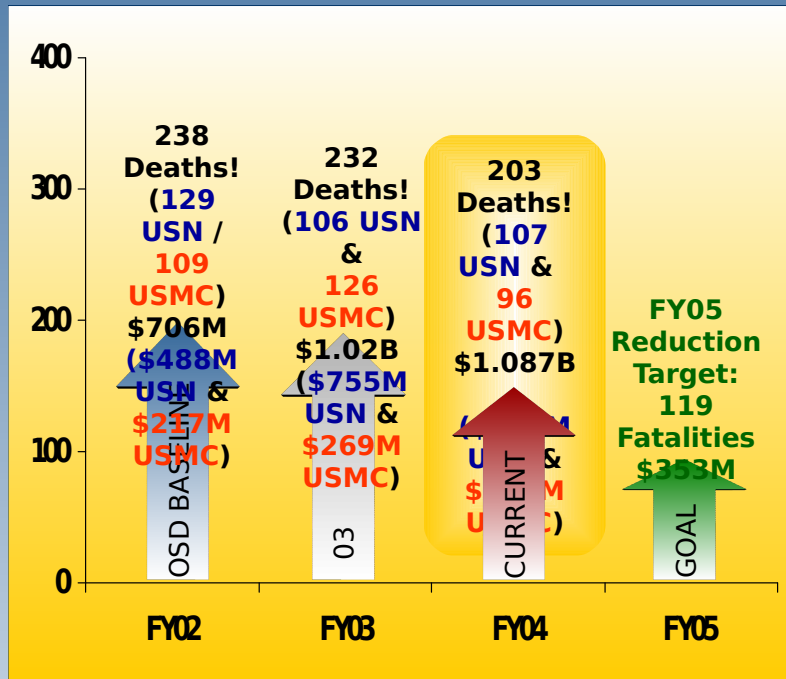 400
300
200
100
0
238
Deaths!
(129
USN /
109
USMC)
$706M
($488M
USN &
$217M
USMC)
OSD BASELINE
232
Deaths!
(106 USN
&
126
USMC)
$1.02B
($755M
USN &
$269M
USMC)
03
203
Deaths!
(107
USN &
96
USMC)
$1.087B
&
CURRENT
FY05
Reduction
Target:
119
Fatalities
$353M
GOAL
FY02
FY03
FY04
FY05